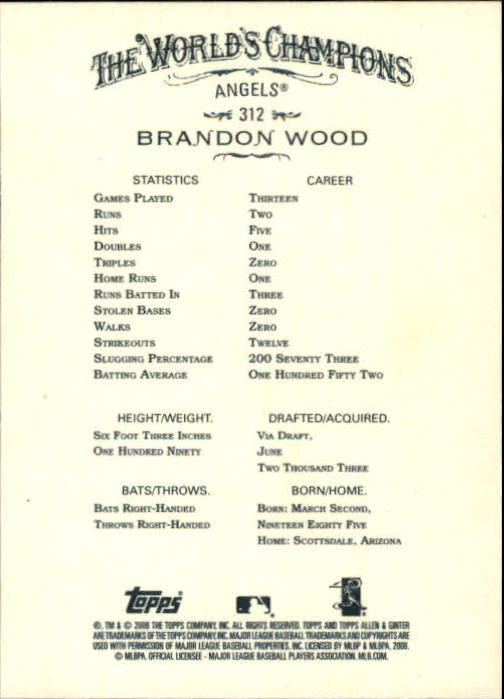 THE WORLD'S CHAMPIONS
ANGELS®
312
BRANDON WOOD
STATISTICS CAREER
GAMES PLAYED THIRTEEN
RUNS TWO
HITS FIVE
DOUBLES ONE
TRIPLES ZERO
HOME RUNS ONE
RUNS BATTED IN THREE
STOLEN BASES ZERO
WALKS ZERO
STRIKEOUTS TWELVE
SLUGGING PERCENTAGE 200 SEVENTY THREE
BATTING AVERAGE ONE HUNDRED FIFTY TWO
HEIGHT/WEIGHT.
SIX FOOT THREE INCHES
ONE HUNDRED NINETY
DRAFTED/ACQUIRED.
VIA DRAFT,
JUNE
TWO THOUSAND THREE
BATS/THROWS.
BATS RIGHT-HANDED
THROWS RIGHT-HANDED
BORN/HOME.
BORN: MARCH SECOND,
NINETEEN EIGHTY FIVE
HOME: SCOTTSDALE, ARIZONA
Topps
®, TM & © 2008 THE TOPPS COMPANY, INC. ALL RIGHTS RESERVED. TOPPS AND TOPPS ALLEN & GINTER
ARE TRADEMARKS OF THE TOPPS COMPANY, INC. MAJOR LEAGUE BASEBALL TRADEMARKS AND COPYRIGHTS ARE
USED WITH PERMISSION OF MAJOR LEAGUE BASEBALL PROPERTIES, INC. LICENSED BY MLBP & MLBPA, 2008.
© MLBPA, OFFICIAL LICENSEE - MAJOR LEAGUE BASEBALL PLAYERS ASSOCIATION. MLB.COM.